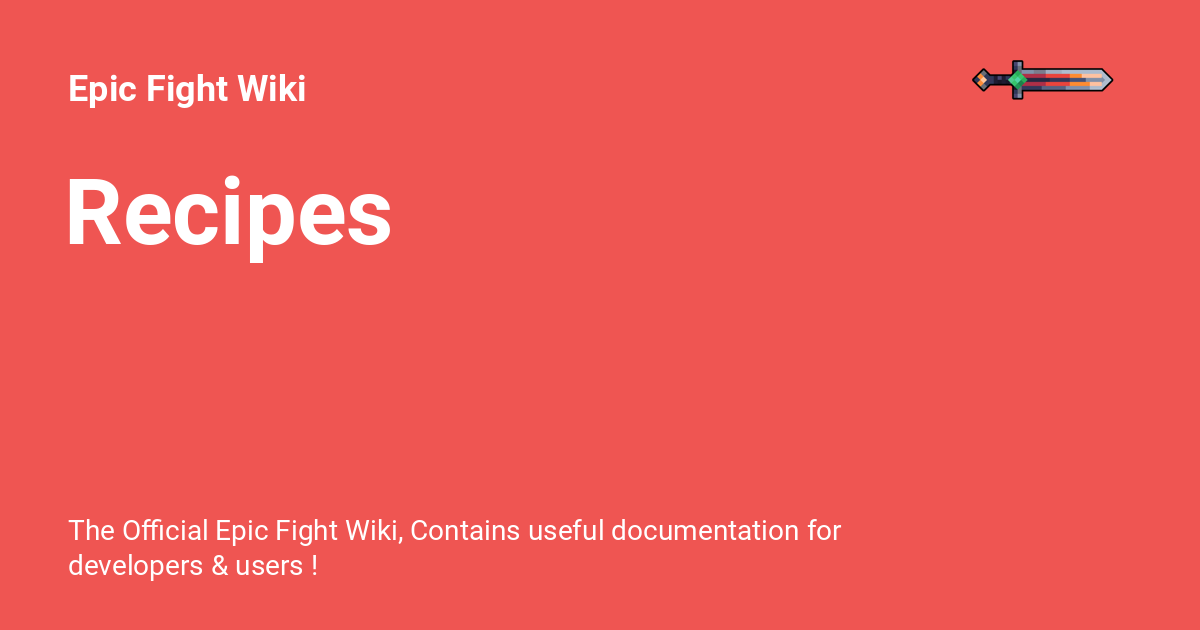 Epic Fight Wiki
Recipes
The Official Epic Fight Wiki, Contains useful documentation for
developers & users !